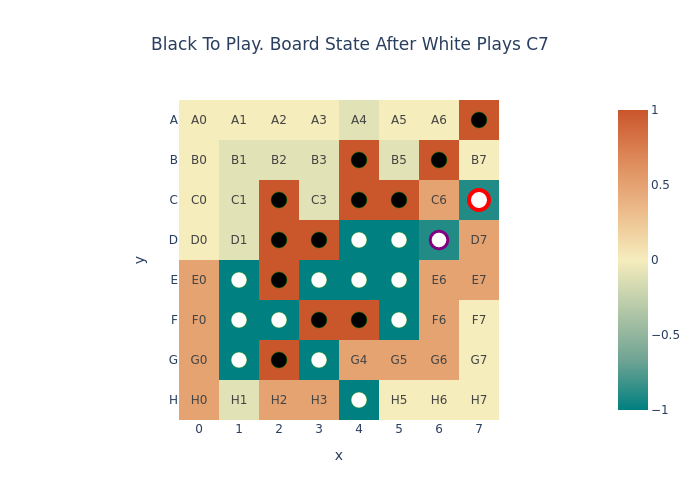 Black To Play. Board State After White Plays C7
A A0 A1 A2 A3 A4 A5 A6 1
B B0 B1 B2 B3 B5 B7
C C0 C1 C3 C6 0.5
D D0 D1 D7
y 0
E E0 E6 E7
F F0 F6 F7 −0.5
G G0 G4 G5 G6 G7
H H0 H1 H2 H3 H5 H6 H7 −1
0 1 2 3 4 5 6 7
x